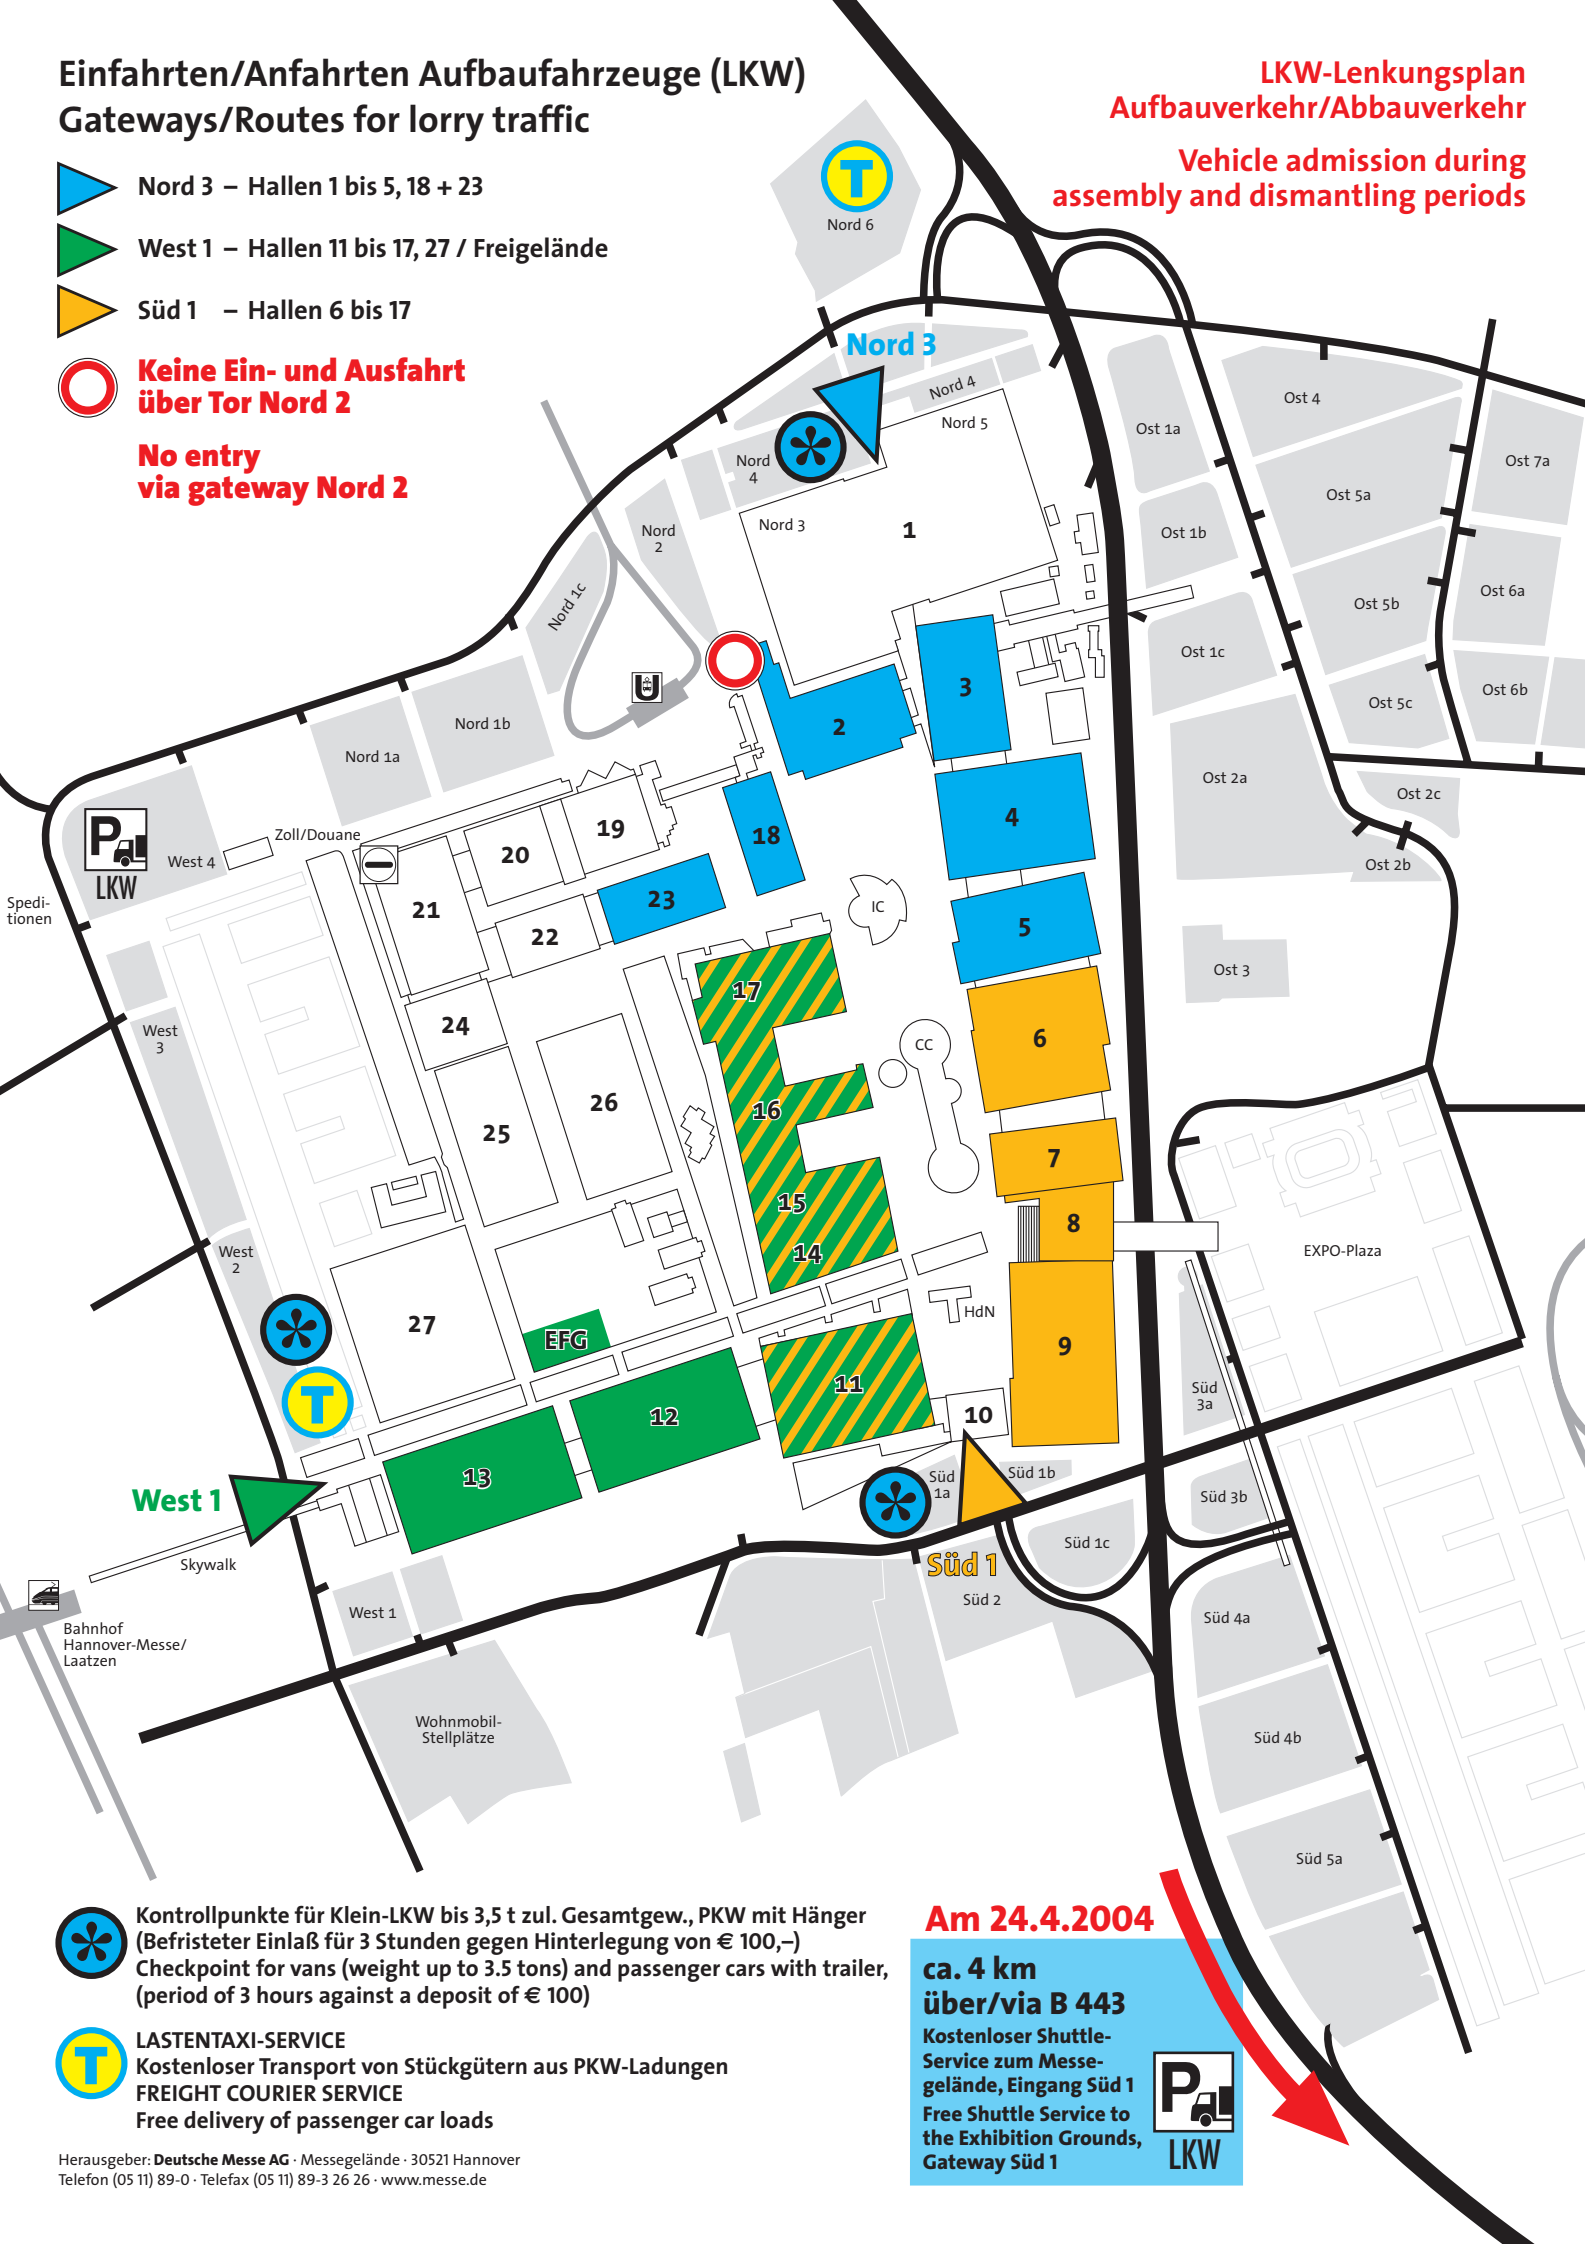 Einfahrten/Anfahrten Aufbaufahrzeuge (LKW)
Gateways/Routes for lorry traffic
Nord 3 – Hallen 1 bis 5, 18 + 23
West 1 – Hallen 11 bis 17, 27 / Freigelände
Süd 1 – Hallen 6 bis 17
Keine Ein- und Ausfahrt
über Tor Nord 2
No entry
via gateway Nord 2
LKW-Lenkungsplan
Aufbauverkehr/Abbauverkehr
Vehicle admission during
assembly and dismantling periods
T
Nord 6
Nord 3
Nord 4
Nord 5
Nord
4
*
Nord 3
1
Nord
2
Nord 1c
Nord 1b
Nord 1a
U
Ost 1a
Ost 4
Ost 5a
Ost 7a
Ost 1b
Ost 5b
Ost 6a
Ost 1c
Ost 5c
Ost 6b
Ost 2a
Ost 2c
Ost 2b
Ost 3
2
3
4
5
18
19
20
21
22
23
24
25
26
27
P
LKW
West 4
Zoll/Douane
Spedi-
tionen
West
3
West
2
IC
CC
17
16
15
14
6
7
8
9
10
11
12
13
EFG
HdN
EXPO-Plaza
*
T
West 1
Skywalk
Bahnhof
Hannover-Messe/
Laatzen
West 1
Wohnmobil-
Stellplätze
*
Süd
1a
Süd 1b
Süd 1
Süd 1c
Süd 2
Süd
3a
Süd 3b
Süd 4a
Süd 4b
Süd 5a
*
Kontrollpunkte für Klein-LKW bis 3,5 t zul. Gesamtgew., PKW mit Hänger
(Befristeter Einlaß für 3 Stunden gegen Hinterlegung von € 100,–)
Checkpoint for vans (weight up to 3.5 tons) and passenger cars with trailer,
(period of 3 hours against a deposit of € 100)
T
LASTENTAXI-SERVICE
Kostenloser Transport von Stückgütern aus PKW-Ladungen
FREIGHT COURIER SERVICE
Free delivery of passenger car loads
Herausgeber: Deutsche Messe AG · Messegelände · 30521 Hannover
Telefon (05 11) 89-0 · Telefax (05 11) 89-3 26 26 · www.messe.de
Am 24.4.2004
ca. 4 km
über/via B 443
Kostenloser Shuttle-
Service zum Messe-
gelände, Eingang Süd 1
Free Shuttle Service to
the Exhibition Grounds,
Gateway Süd 1
P
LKW